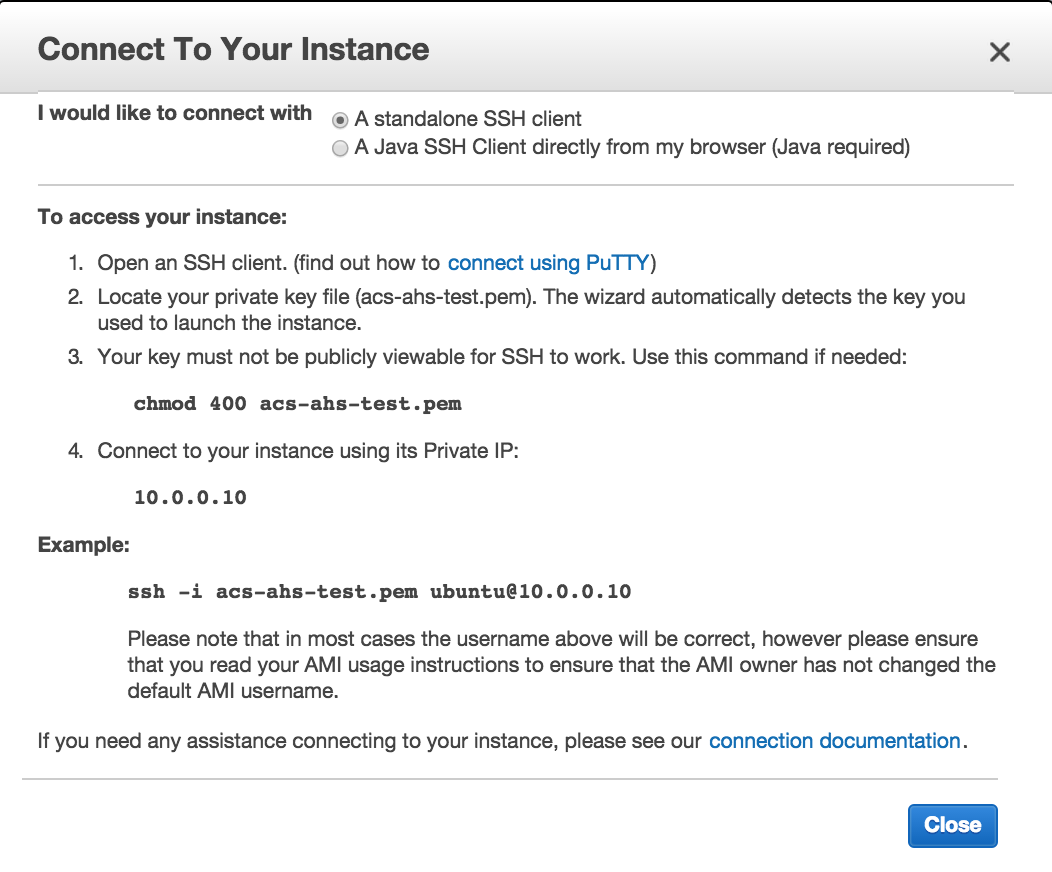 Connect To Your Instance
I would like to connect with
A standalone SSH client
A Java SSH Client directly from my browser (Java required)
To access your instance:
1. Open an SSH client. (find out how to connect using PuTTY)
2. Locate your private key file (acs-ahs-test.pem). The wizard automatically detects the key you
used to launch the instance.
3. Your key must not be publicly viewable for SSH to work. Use this command if needed:
chmod 400 acs-ahs-test.pem
4. Connect to your instance using its Private IP:
10.0.0.10
Example:
ssh -i acs-ahs-test.pem ubuntu@10.0.0.10
Please note that in most cases the username above will be correct, however please ensure
that you read your AMI usage instructions to ensure that the AMI owner has not changed the
default AMI username.
If you need any assistance connecting to your instance, please see our connection documentation.
Close